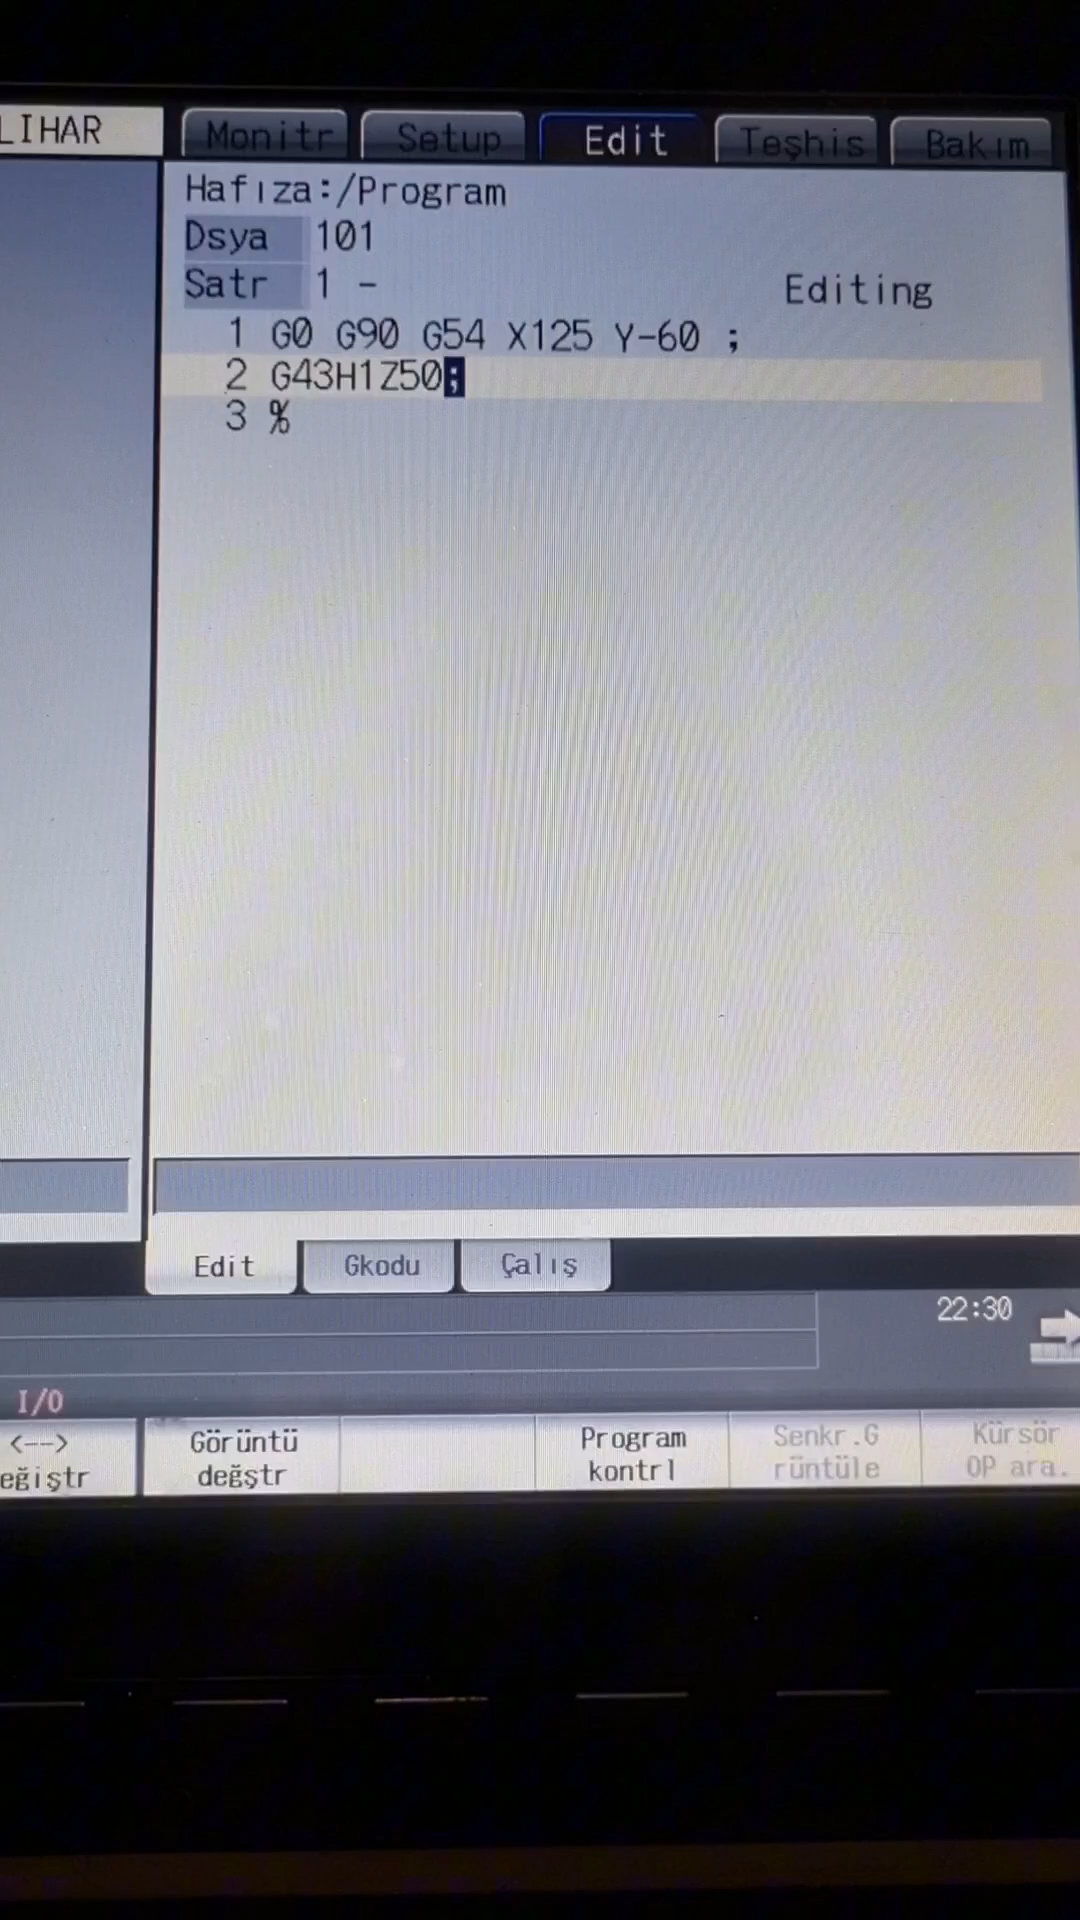 LIHAR Monitr Setup Edit Teşhis Bakım
Hafıza:/Program
Dsya 101
Satr 1 - Editing
1 G0 G90 G54 X125 Y-60 ;
2 G43H1Z50;
3 %
Edit Gkodu Çalış
22:30
I/O
<--> Görüntü Program Senkr.G Kürsör
eğiştr değştr kontrl rüntüle OP ara.